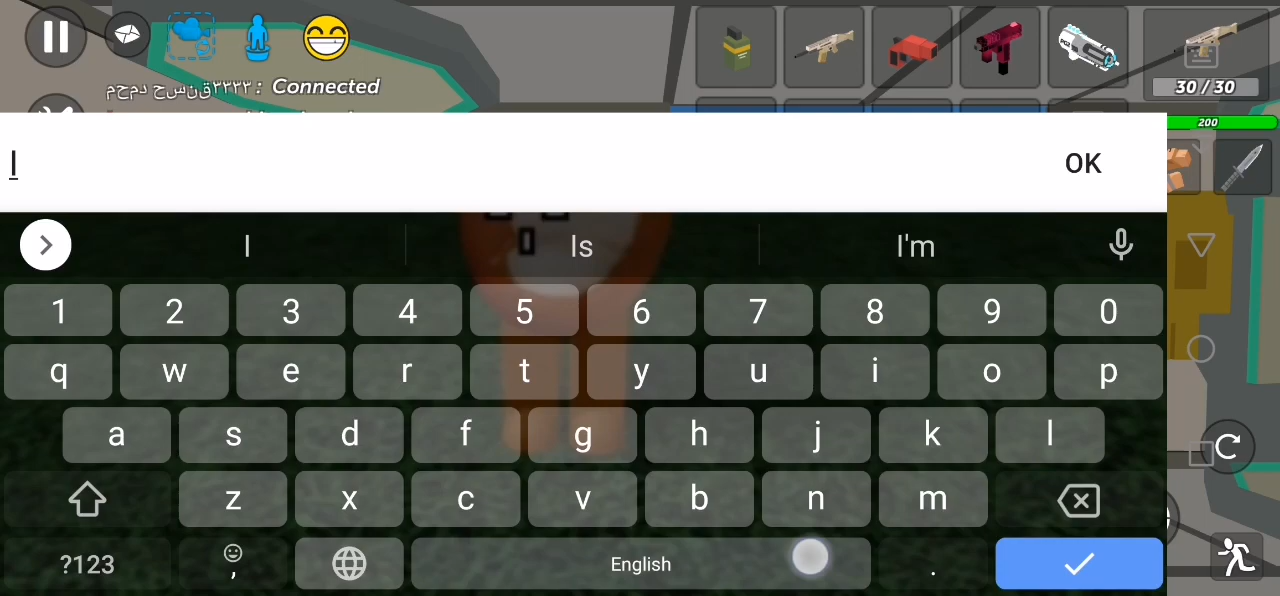 محمد حسنق٢٢٢٢ : Connected
30 / 30
200
I
OK
I
Is
I'm
1 2 3 4 5 6 7 8 9 0
q w e r t y u i o p
a s d f g h j k l
z x c v b n m
?123
,
English
.